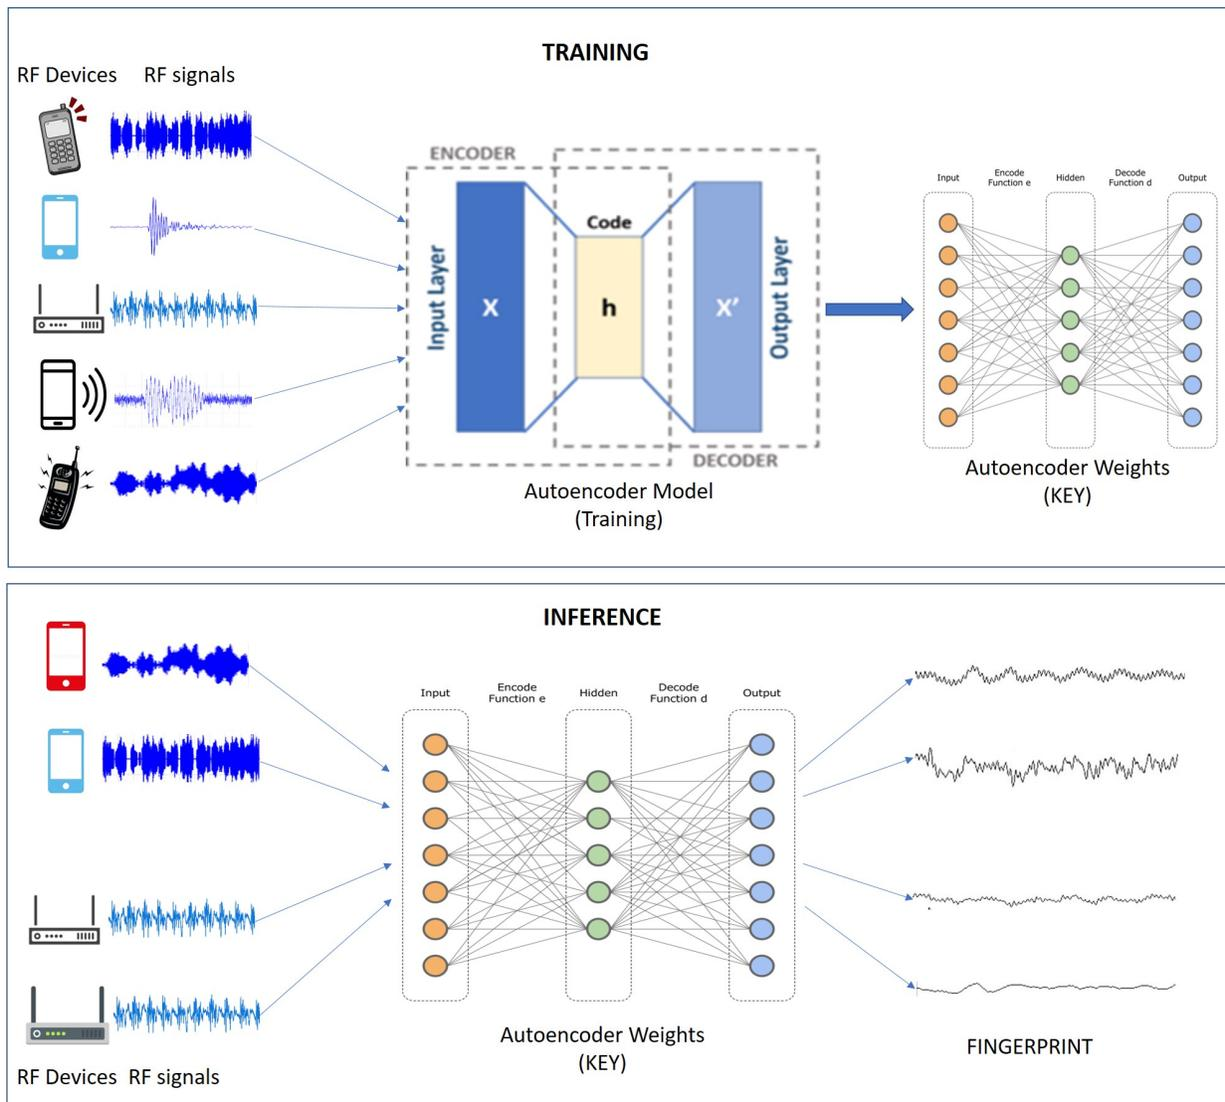 TRAINING
RF Devices RF signals
ENCODER
Input Layer
X
Code
h
X'
Output Layer
DECODER
Autoencoder Model
(Training)
Input
Encode
Function e
Hidden
Decode
Function d
Output
Autoencoder Weights
(KEY)
INFERENCE
Input
Encode
Function e
Hidden
Decode
Function d
Output
Autoencoder Weights
(KEY)
FINGERPRINT
RF Devices RF signals